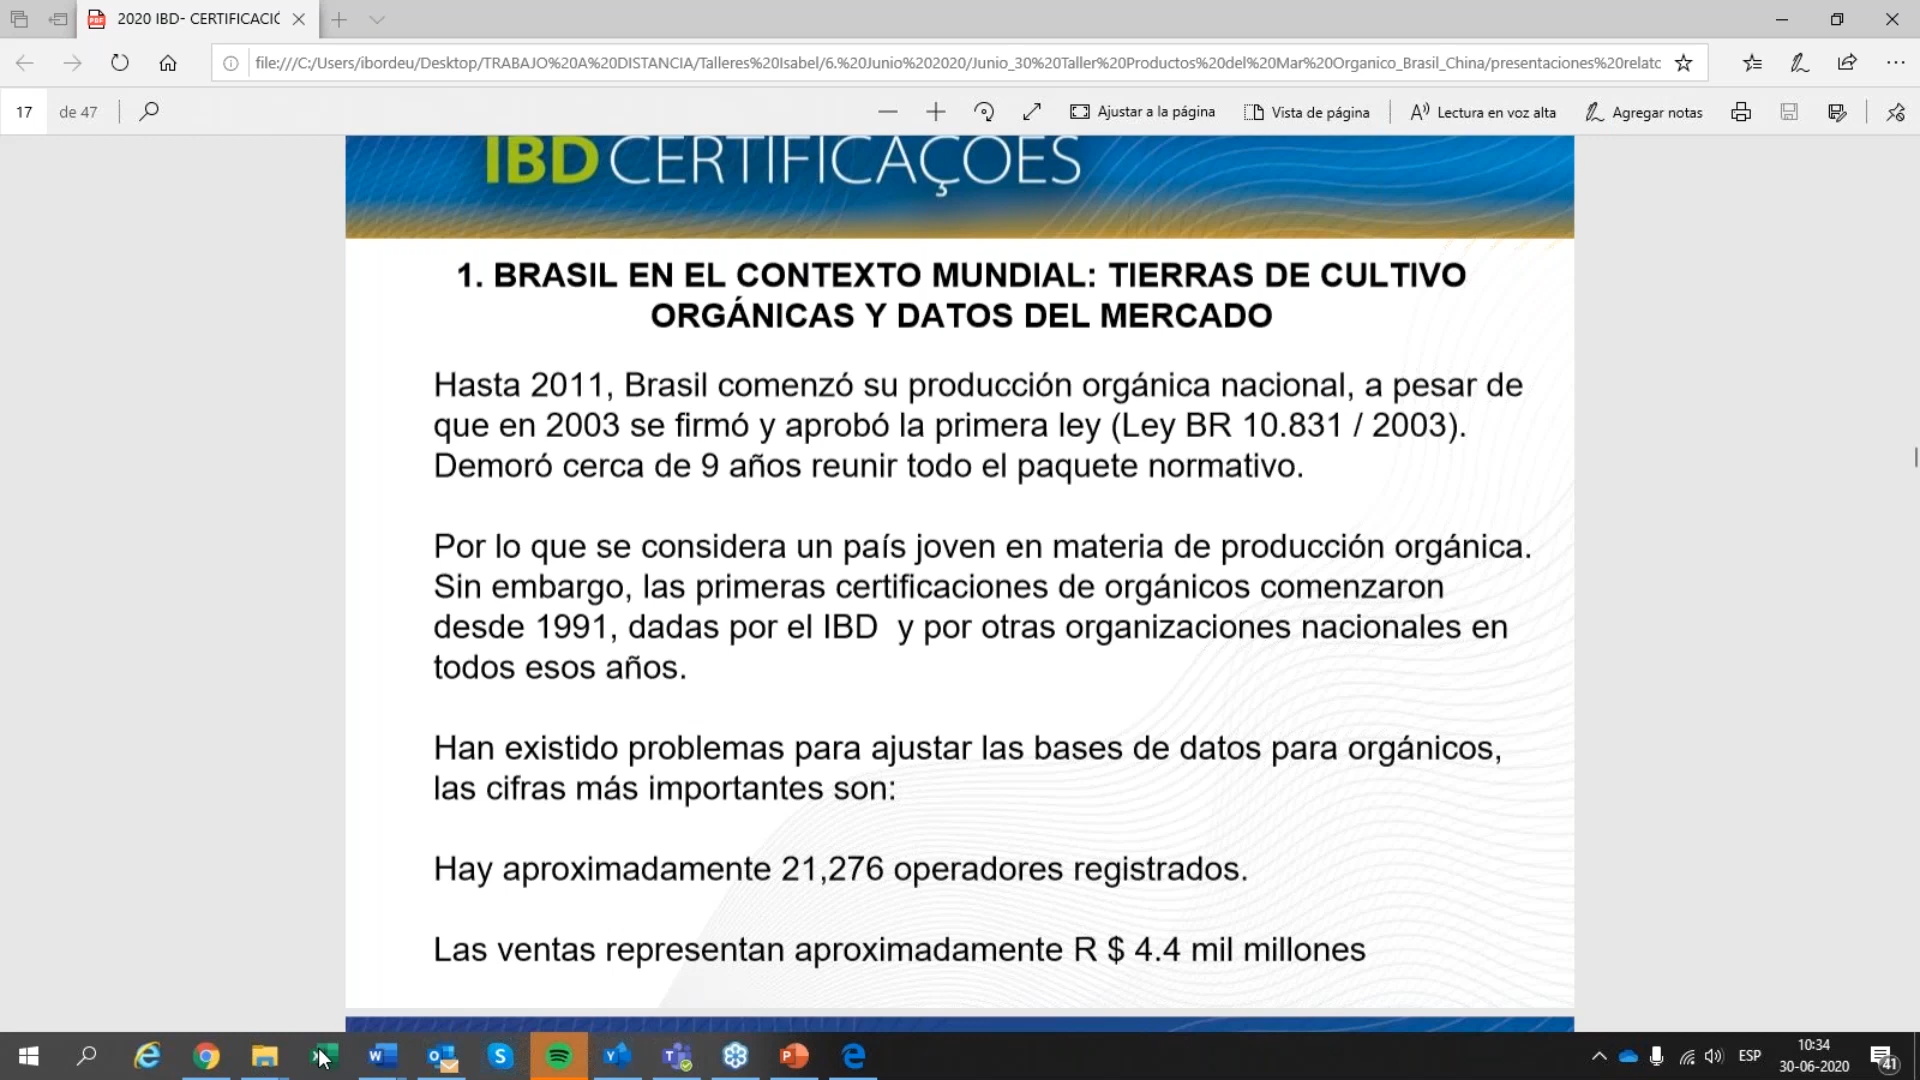 2020 IBD- CERTIFICACIÓ
file:///C:/Users/ibordeu/Desktop/TRABAJO%20A%20DISTANCIA/Talleres%20Isabel/6.%20Junio%202020/Junio_30%20Taller%20Productos%20del%20Mar%20Organico_Brasil_China/presentaciones%20relatc
17 de 47
Ajustar a la página
Vista de página
Lectura en voz alta
Agregar notas
IBD CERTIFICAÇÕES
1. BRASIL EN EL CONTEXTO MUNDIAL: TIERRAS DE CULTIVO
ORGÁNICAS Y DATOS DEL MERCADO
Hasta 2011, Brasil comenzó su producción orgánica nacional, a pesar de
que en 2003 se firmó y aprobó la primera ley (Ley BR 10.831 / 2003).
Demoró cerca de 9 años reunir todo el paquete normativo.
Por lo que se considera un país joven en materia de producción orgánica.
Sin embargo, las primeras certificaciones de orgánicos comenzaron
desde 1991, dadas por el IBD  y por otras organizaciones nacionales en
todos esos años.
Han existido problemas para ajustar las bases de datos para orgánicos,
las cifras más importantes son:
Hay aproximadamente 21,276 operadores registrados.
Las ventas representan aproximadamente R $ 4.4 mil millones
ESP
10:34
30-06-2020
41